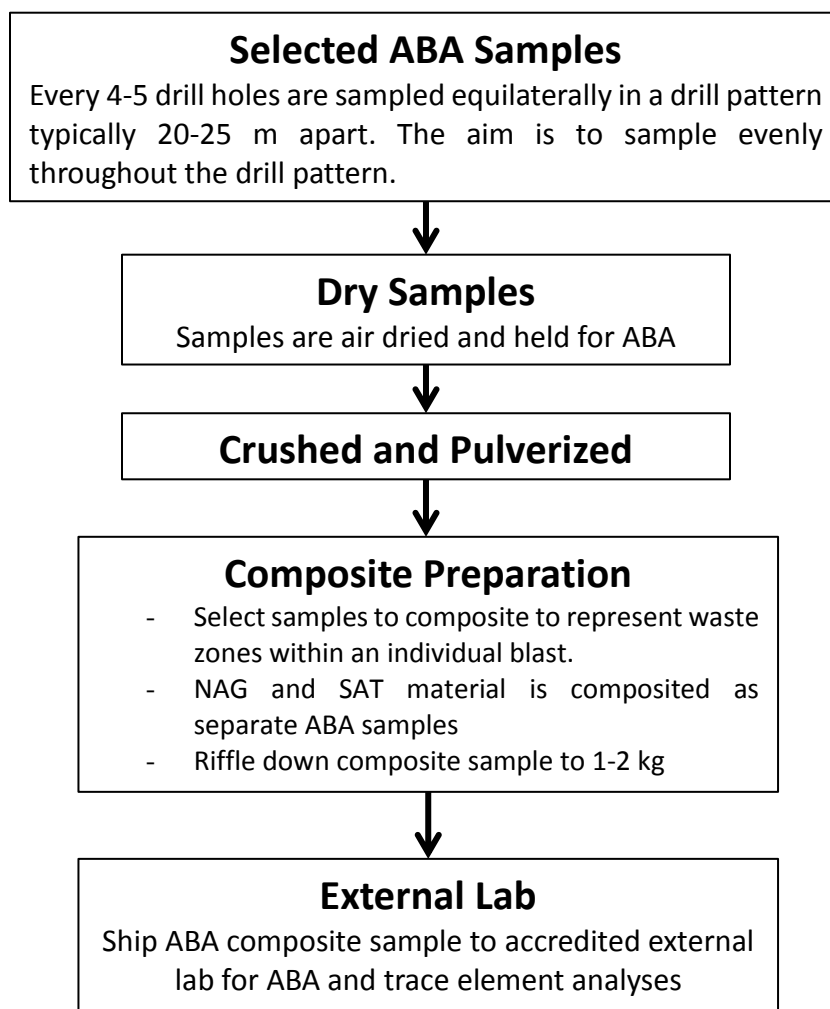 Selected ABA Samples
Every 4-5 drill holes are sampled equilaterally in a drill pattern
typically 20-25 m apart. The aim is to sample evenly
throughout the drill pattern.
Dry Samples
Samples are air dried and held for ABA
Crushed and Pulverized
Composite Preparation
- Select samples to composite to represent waste
zones within an individual blast.
- NAG and SAT material is composited as
separate ABA samples
- Riffle down composite sample to 1-2 kg
External Lab
Ship ABA composite sample to accredited external
lab for ABA and trace element analyses